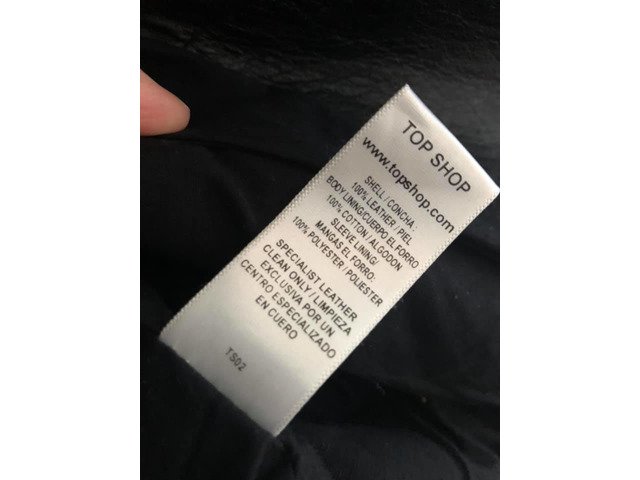 TOP SHOP
www.topshop.com
SHELL / CONCHA :
100% LEATHER / PIEL
BODY LINING/CUERPO EL FORRO
100% COTTON / ALGODON
SLEEVE LINING/
MANGAS EL FORRO:
100% POLYESTER / POLIESTER
SPECIALIST LEATHER
CLEAN ONLY / LIMPIEZA
EXCLUSIVA POR UN
CENTRO ESPECIALIZADO
EN CUERO
TS02